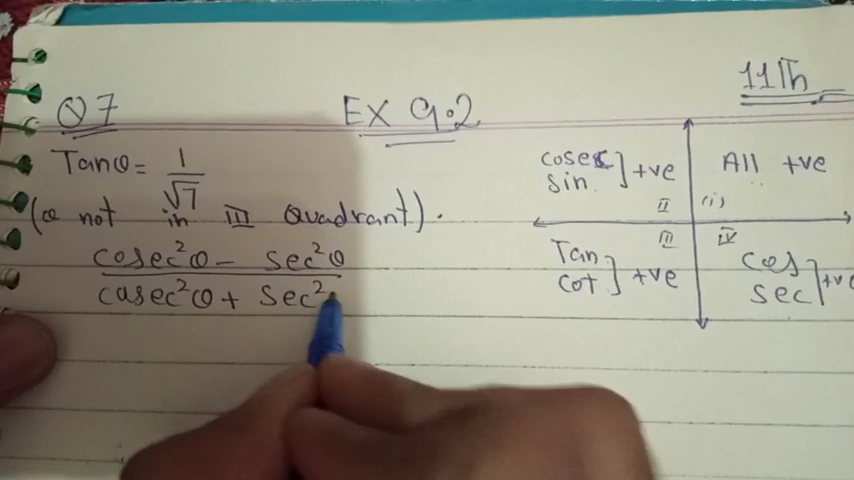 11Th
Q7 Ex 9.2
Tanθ = 1/√7
(θ not in III Quadrant).
cosec²θ - sec²θ
cosec²θ + sec²
cosec
sin. ] +ve
II
All +ve
(i)
III
Tan
cot ] +ve
IV
cos
sec ] +ve